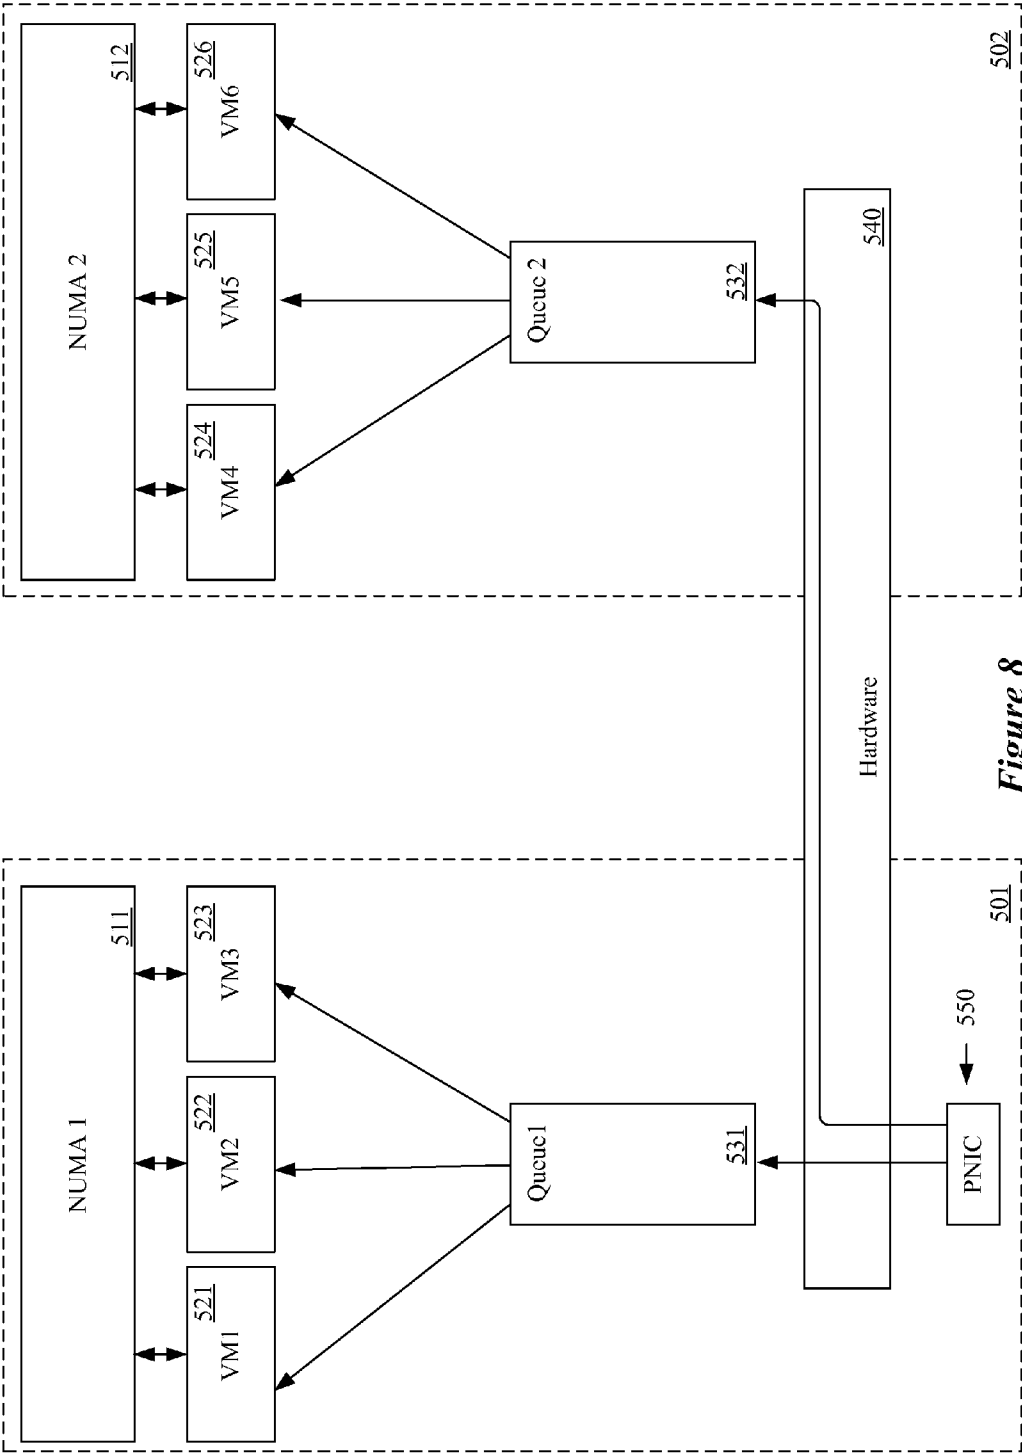 NUMA 1
511
NUMA 2
512
521
VM1
522
VM2
523
VM3
524
VM4
525
VM5
526
VM6
Queue1
531
Queue 2
532
Hardware
540
PNIC
550
501
502
Figure 8